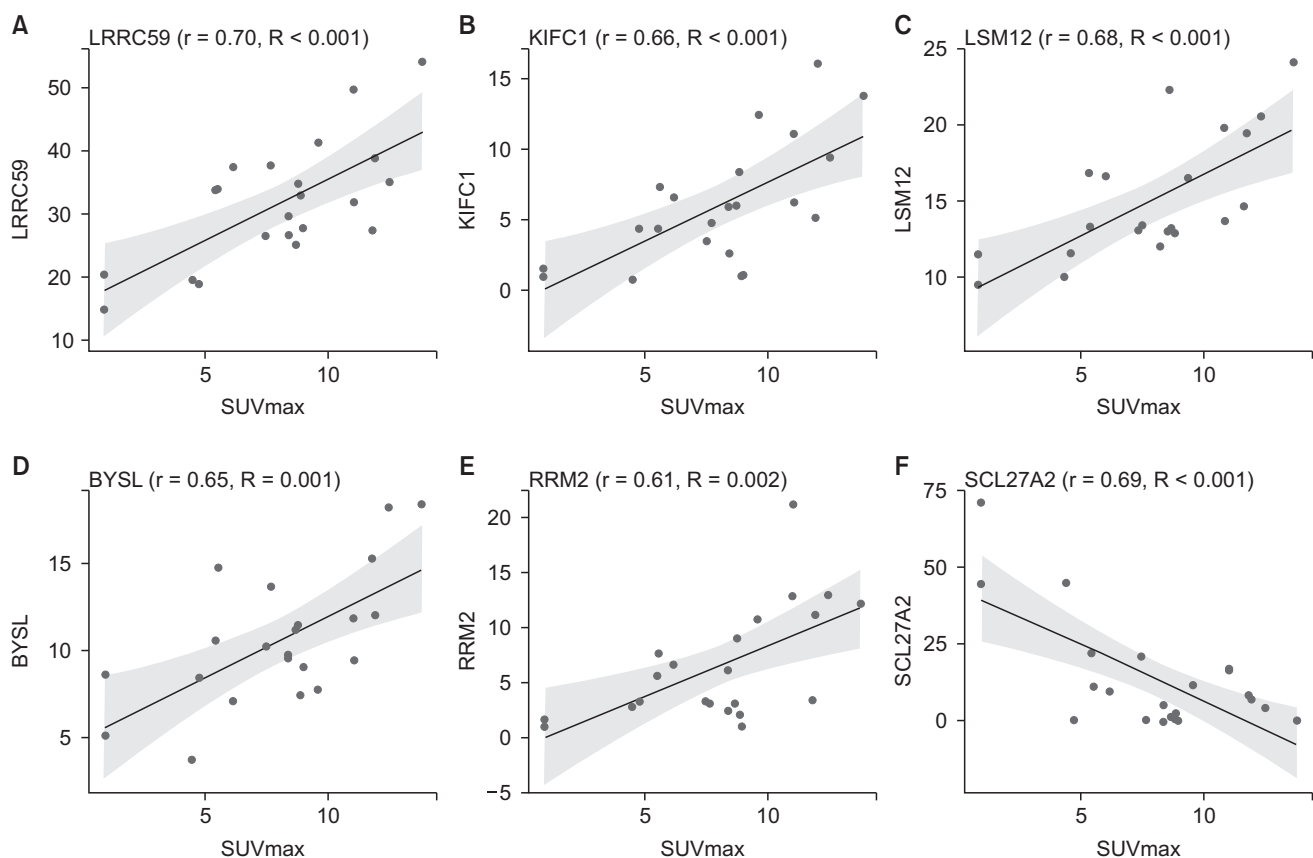 A
LRRC59 (r = 0.70, R < 0.001)
50
40
30
20
10
LRRC59
5
10
SUVmax
B
KIFC1 (r = 0.66, R < 0.001)
15
10
5
0
KIFC1
5
10
SUVmax
C
LSM12 (r = 0.68, R < 0.001)
25
20
15
10
LSM12
5
10
SUVmax
D
BYSL (r = 0.65, R = 0.001)
15
10
5
BYSL
5
10
SUVmax
E
RRM2 (r = 0.61, R = 0.002)
20
15
10
5
0
−5
RRM2
5
10
SUVmax
F
SCL27A2 (r = 0.69, R < 0.001)
75
50
25
0
SCL27A2
5
10
SUVmax